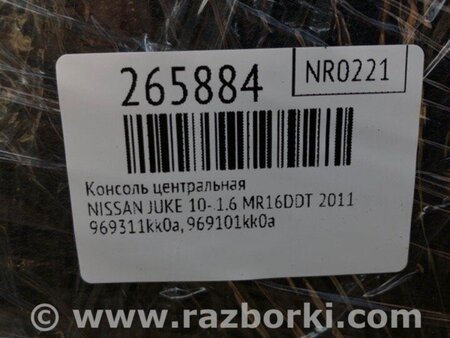 265884
NR0221
Консоль центральная
NISSAN JUKE 10- 1.6 MR16DDT 2011
969311kk0a, 969101kk0a
© www.razborki.com